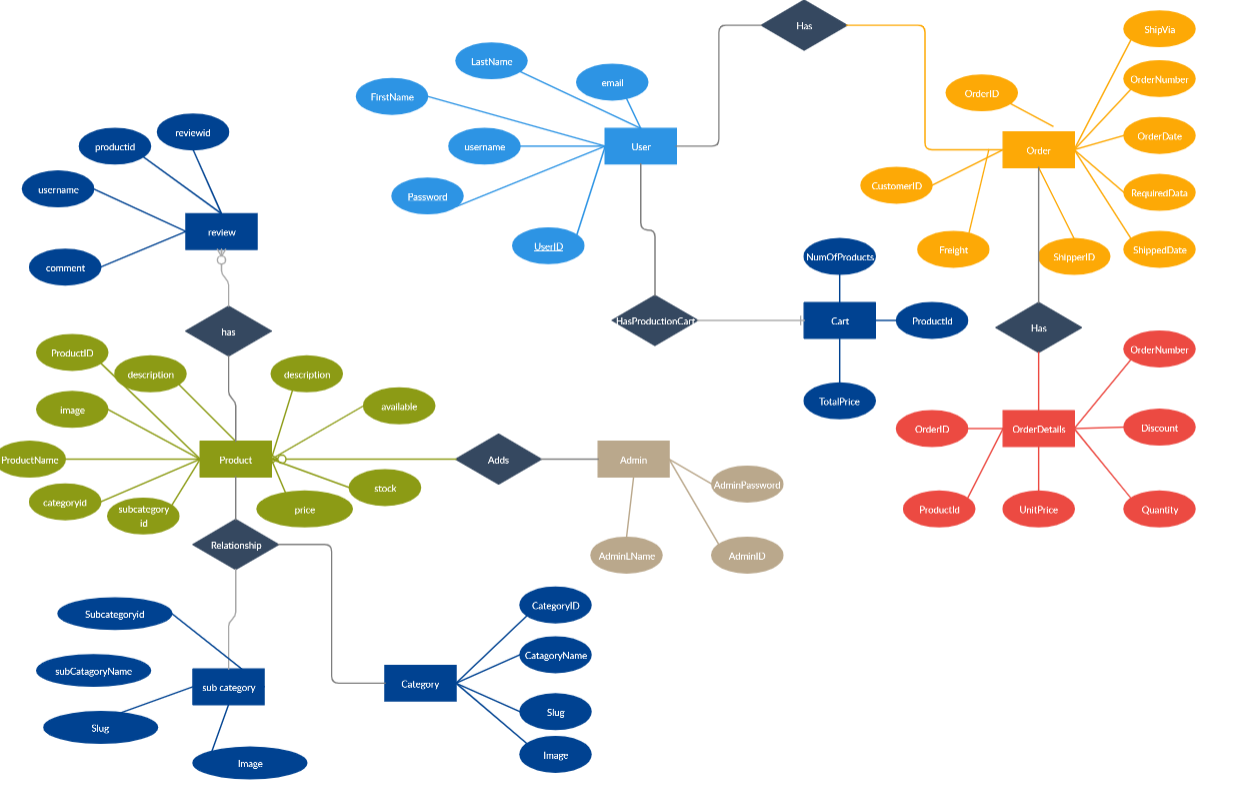 Has
ShipVia
LastName
email
OrderNumber
FirstName
OrderID
reviewid
OrderDate
productid
username
User
Order
username
CustomerID
RequiredData
Password
review
UserID
Freight
ShipperID
ShippedDate
comment
NumOfProducts
HasProductionCart
Cart
ProductId
has
Has
ProductID
description
description
OrderNumber
image
available
TotalPrice
OrderID
OrderDetails
Discount
ProductName
Product
Adds
Admin
AdminPassword
categoryid
subcategory
id
price
stock
ProductId
UnitPrice
Quantity
Relationship
AdminLName
AdminID
Subcategoryid
CategoryID
subCatagoryName
CatagoryName
sub category
Category
Slug
Slug
Image
Image